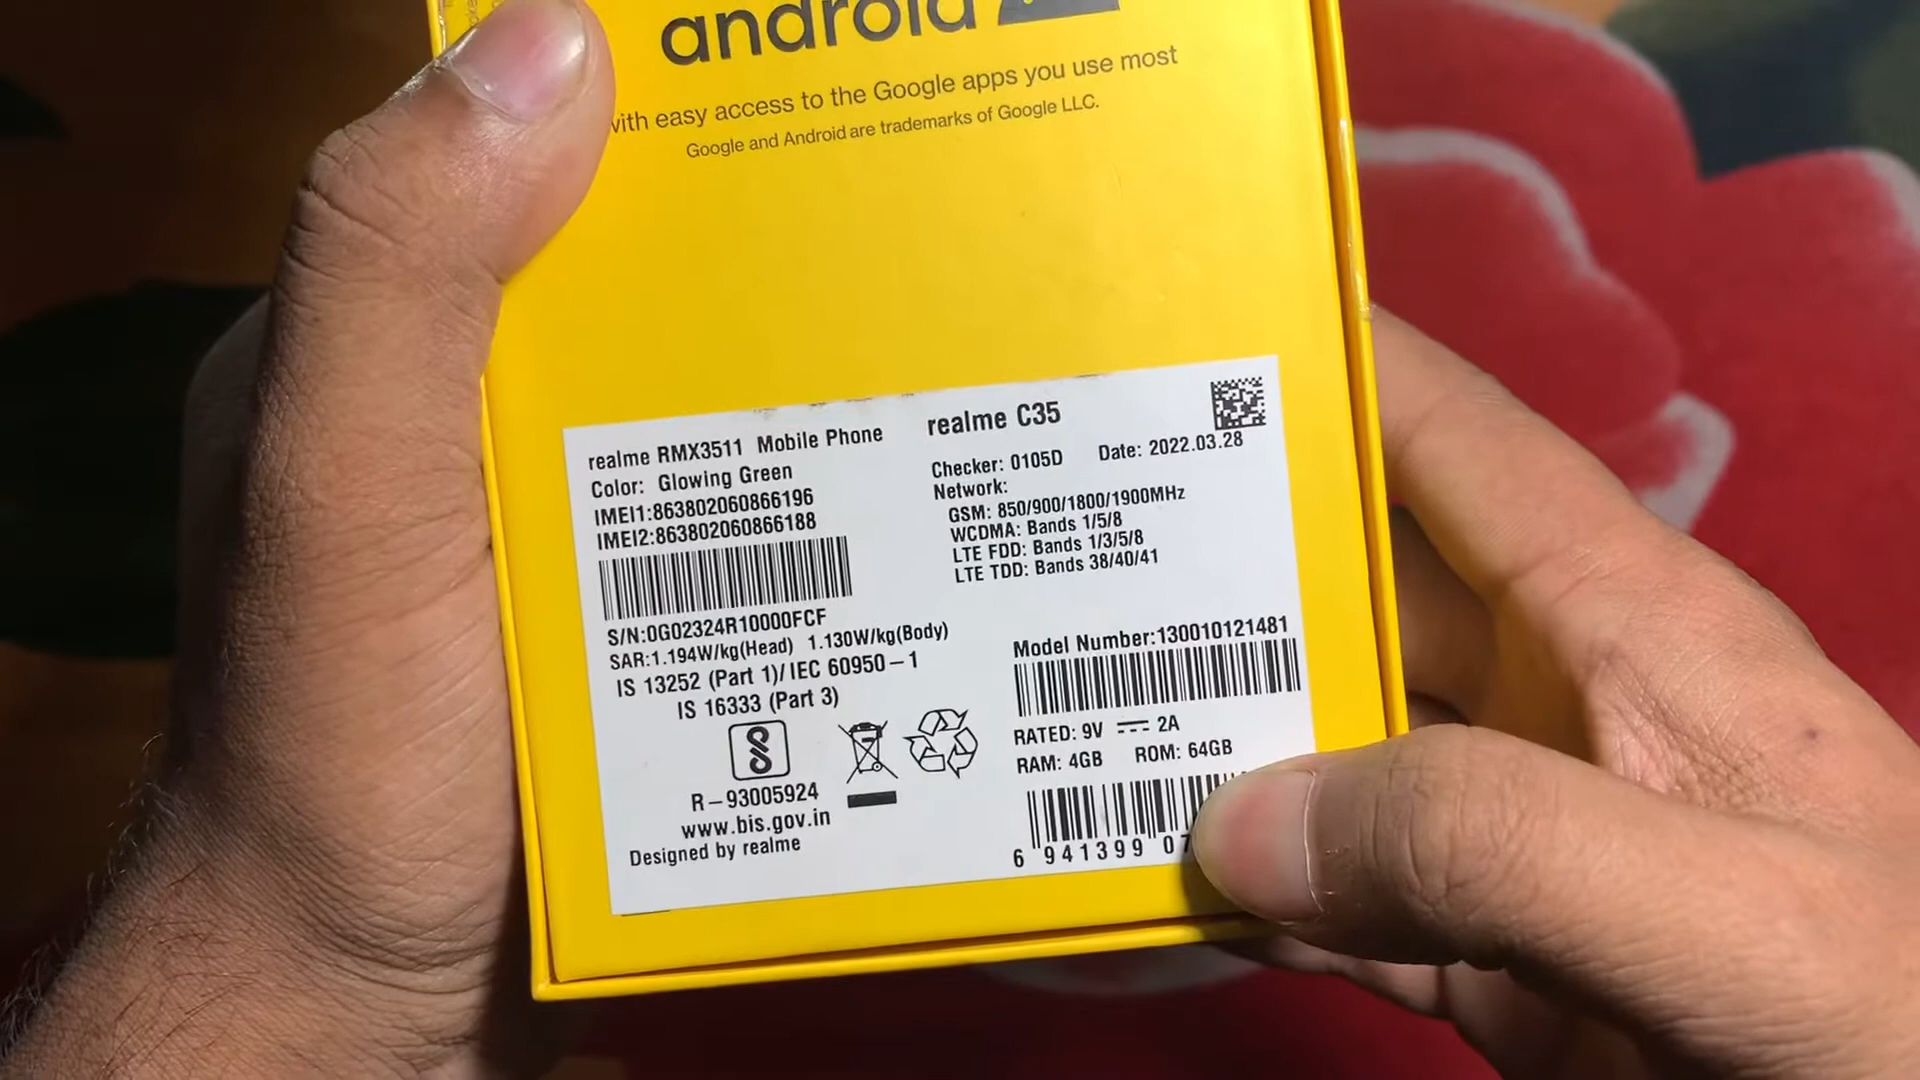 android
with easy access to the Google apps you use most
Google and Android are trademarks of Google LLC.
realme RMX3511 Mobile Phone
Color: Glowing Green
IMEI1:863802060866196
IMEI2:863802060866188
S/N:0G02324R10000FCF
SAR:1.194W/kg(Head) 1.130W/kg(Body)
IS 13252 (Part 1)/ IEC 60950-1
IS 16333 (Part 3)
R-93005924
www.bis.gov.in
Designed by realme
realme C35
Checker: 0105D Date: 2022.03.28
Network:
GSM: 850/900/1800/1900MHz
WCDMA: Bands 1/5/8
LTE FDD: Bands 1/3/5/8
LTE TDD: Bands 38/40/41
Model Number:130010121481
RATED: 9V 2A
RAM: 4GB ROM: 64GB
6 941399 07